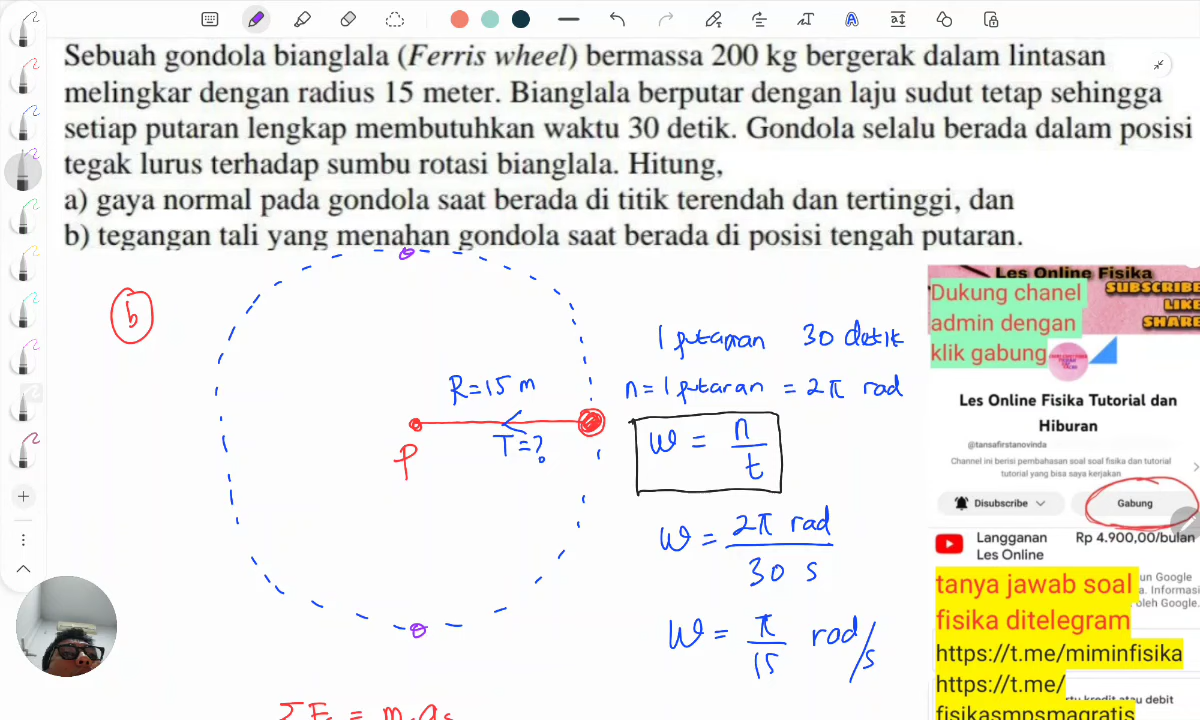 Sebuah gondola bianglala (Ferris wheel) bermassa 200 kg bergerak dalam lintasan
melingkar dengan radius 15 meter. Bianglala berputar dengan laju sudut tetap sehingga
setiap putaran lengkap membutuhkan waktu 30 detik. Gondola selalu berada dalam posisi
tegak lurus terhadap sumbu rotasi bianglala. Hitung,
a) gaya normal pada gondola saat berada di titik terendah dan tertinggi, dan
b) tegangan tali yang menahan gondola saat berada di posisi tengah putaran.
b
R=15 m
T=?
P
1 putaran 30 detik
n=1 putaran = 2π rad
ω = n/t
ω = 2π rad / 30 s
ω = π/15 rad/s
Les Online Fisika
SUBSCRIBE
LIKE
SHARE
Dukung chanel
admin dengan
klik gabung
Les Online Fisika Tutorial dan
Hiburan
@tansafirstanovinda
Channel ini berisi pembahasan soal soal fisika dan tutorial
tutorial yang bisa saya kerjakan
Disubscribe
Gabung
Langganan Rp 4.900,00/bulan
Les Online
un Google
a. Informasi
oleh Google.
tanya jawab soal
fisika ditelegram
https://t.me/miminfisika
https://t.me/
fisikasmpsmagratis